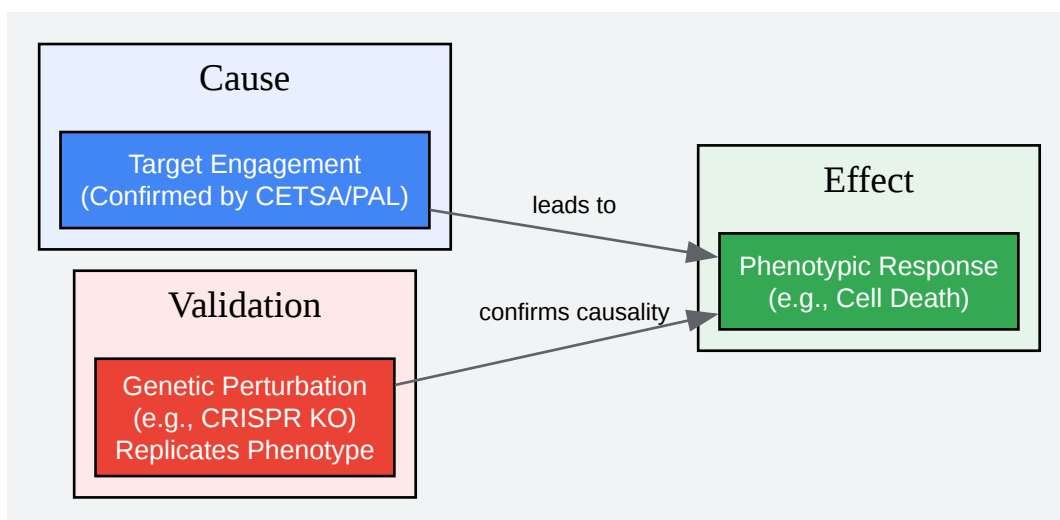 Cause
Target Engagement
(Confirmed by CETSA/PAL)
leads to
Effect
Phenotypic Response
(e.g., Cell Death)
Validation
confirms causality
Genetic Perturbation
(e.g., CRISPR KO)
Replicates Phenotype